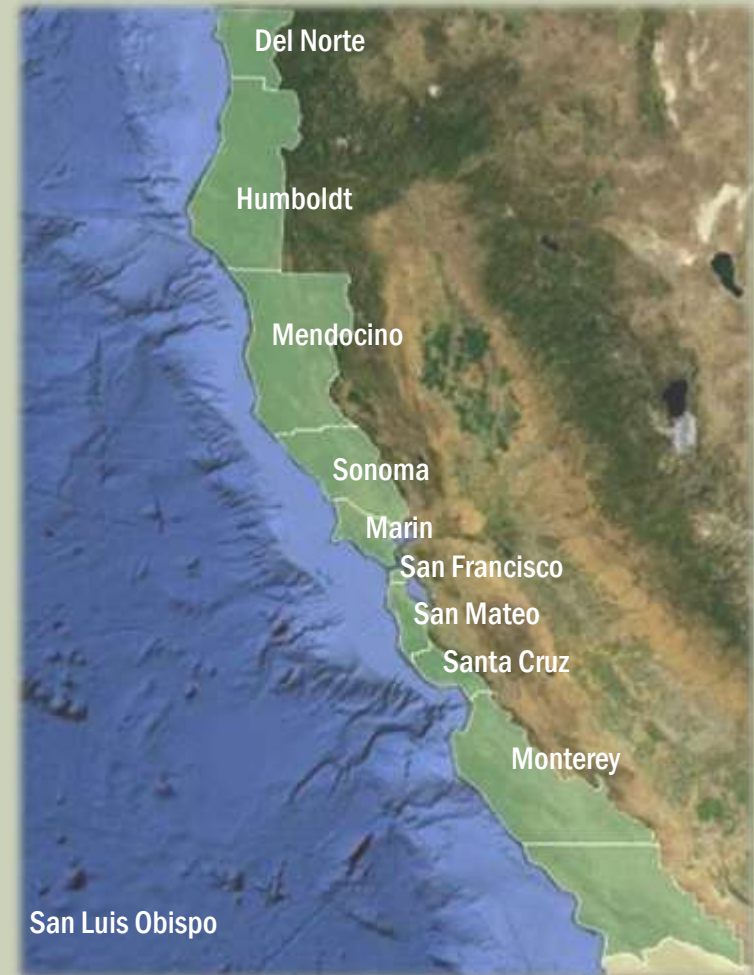 Del Norte
Humboldt
Mendocino
Sonoma
Marin
San Francisco
San Mateo
Santa Cruz
Monterey
San Luis Obispo